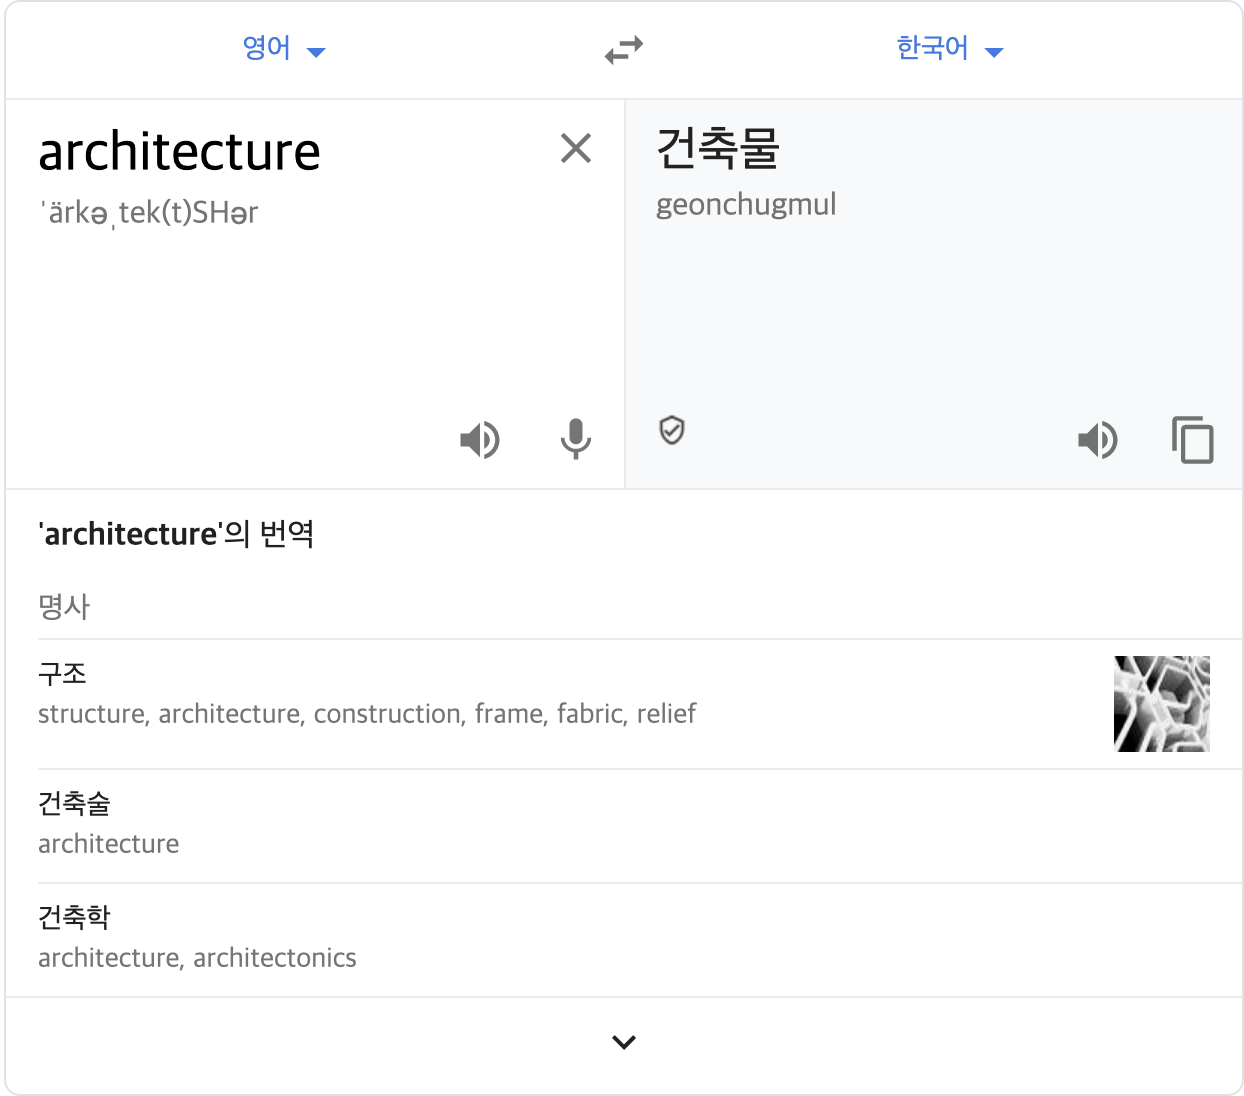 영어
한국어
architecture
ˈärkəˌtek(t)SHər
건축물
geonchugmul
'architecture'의 번역
명사
구조
structure, architecture, construction, frame, fabric, relief
건축술
architecture
건축학
architecture, architectonics